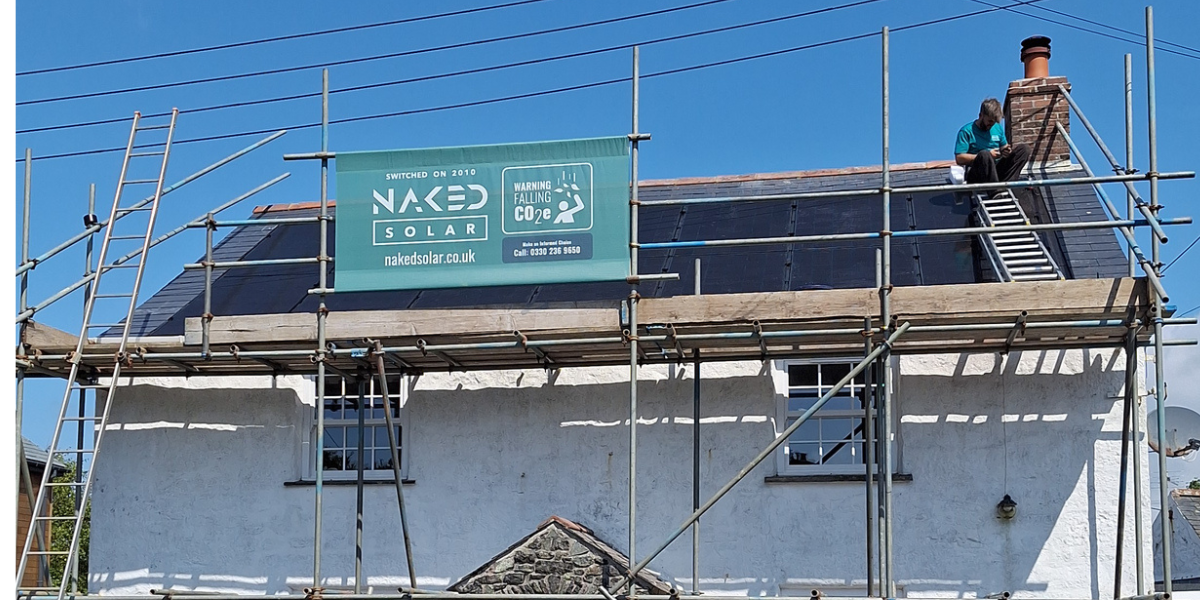 SWITCHED ON 2010
NAKED
SOLAR
nakedsolar.co.uk
WARNING
FALLING
CO2e
Make an Informed Choice
Call: 0330 236 9650